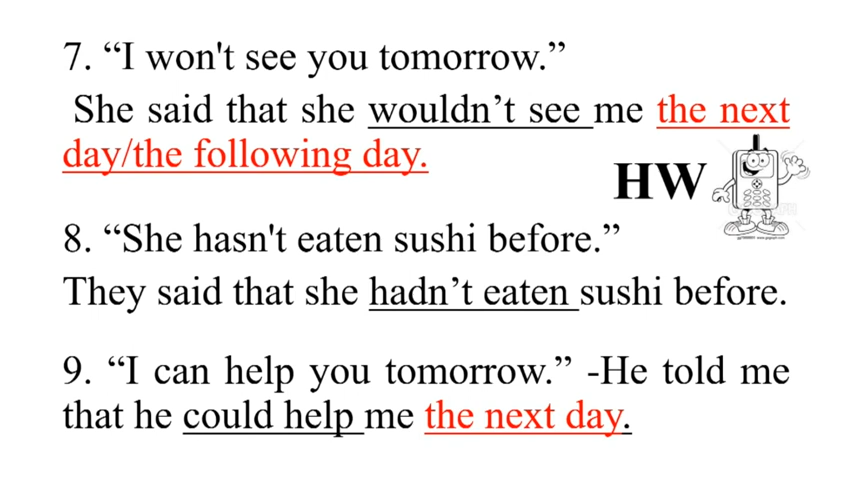 7. “I won't see you tomorrow.”
She said that she wouldn’t see me the next
day/the following day.
HW
8. “She hasn't eaten sushi before.”
They said that she hadn’t eaten sushi before.
9. “I can help you tomorrow.” -He told me
that he could help me the next day.